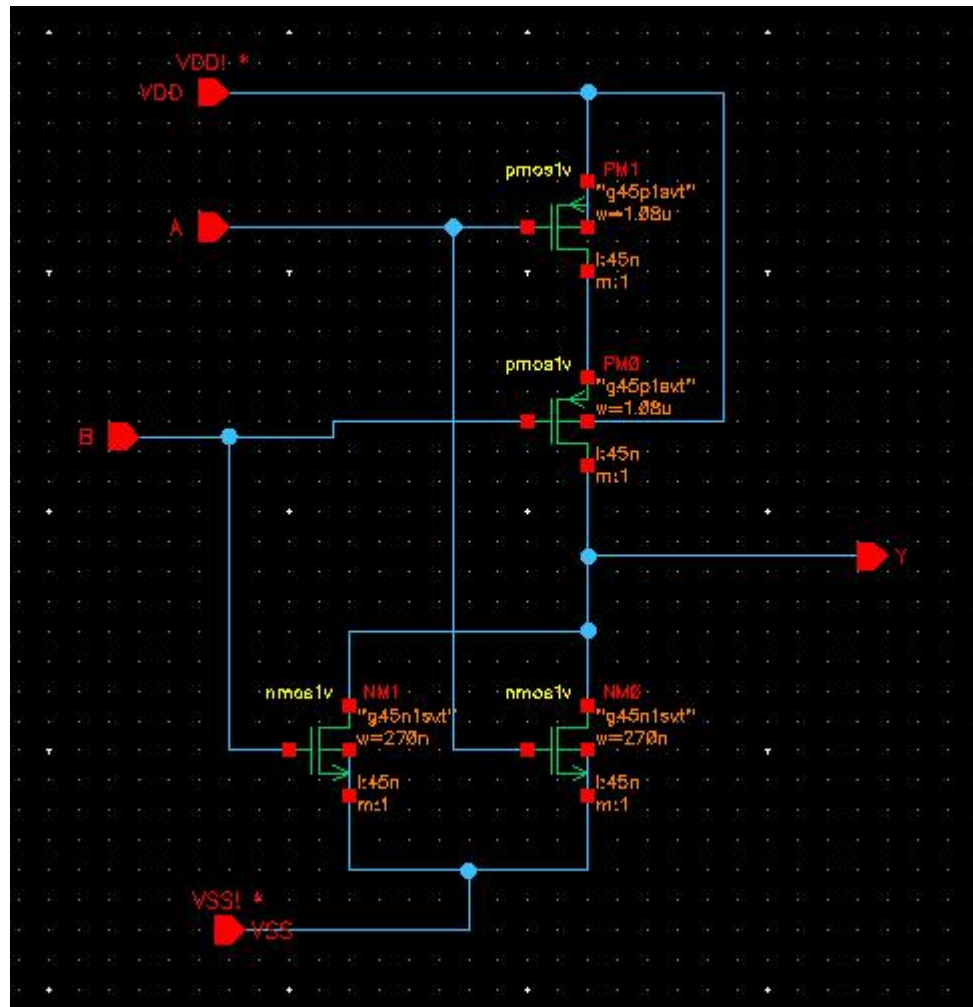 VDD! *
VDD
pmos1v PM1
"g45p1svt"
w=1.08u
A
l:45n
m:1
pmos1v PM0
"g45p1svt"
w=1.08u
B
l:45n
m:1
Y
nmos1v NM1
"g45n1svt"
w=270n
l:45n
m:1
nmos1v NM0
"g45n1svt"
w=270n
l:45n
m:1
VSS! *
VSS